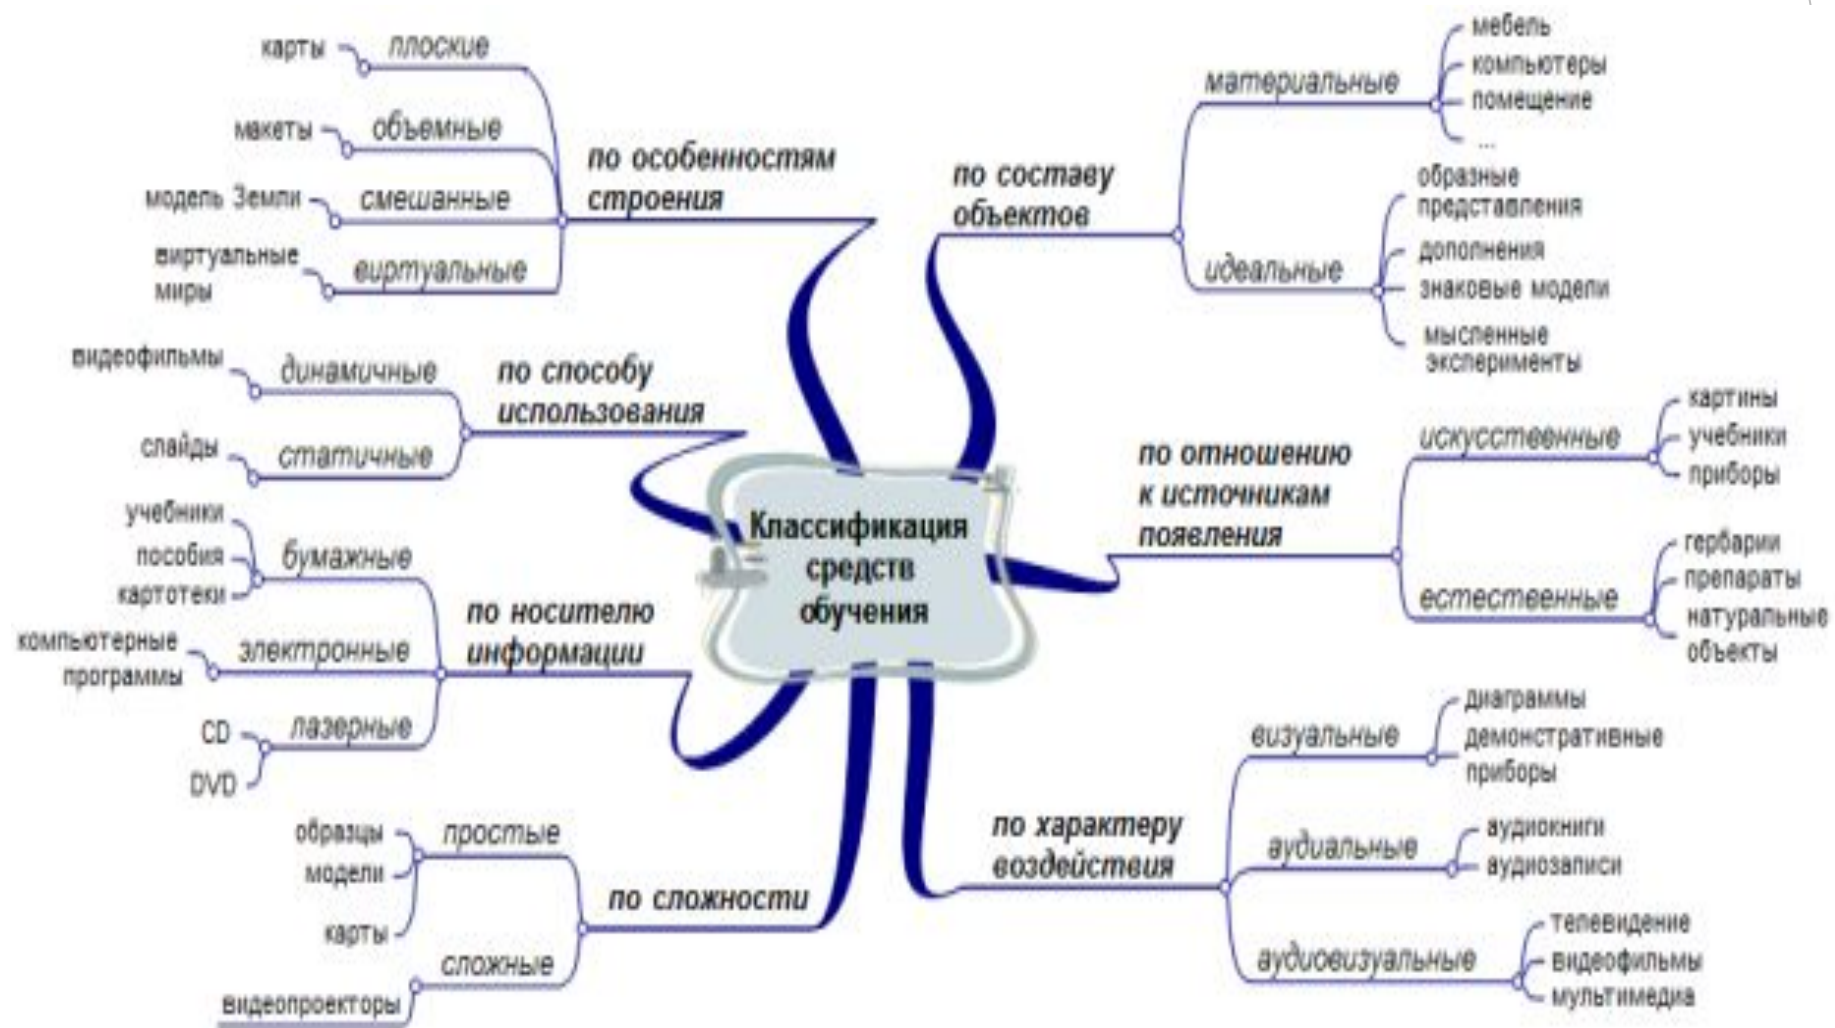 Классификация
средств
обучения
по особенностям
строения
плоские
карты
объемные
макеты
смешанные
модель Земли
виртуальные
виртуальные
миры
по способу
использования
динамичные
видеофильмы
статичные
слайды
по носителю
информации
бумажные
учебники
пособия
картотеки
электронные
компьютерные
программы
лазерные
CD
DVD
по сложности
простые
образцы
модели
карты
сложные
видеопроекторы
по составу
объектов
материальные
мебель
компьютеры
помещение
...
идеальные
образные
представления
дополнения
знаковые модели
мысленные
эксперименты
по отношению
к источникам
появления
искусственные
картины
учебники
приборы
естественные
гербарии
препараты
натуральные
объекты
по характеру
воздействия
визуальные
диаграммы
демонстративные
приборы
аудиальные
аудиокниги
аудиозаписи
аудиовизуальные
телевидение
видеофильмы
мультимедиа